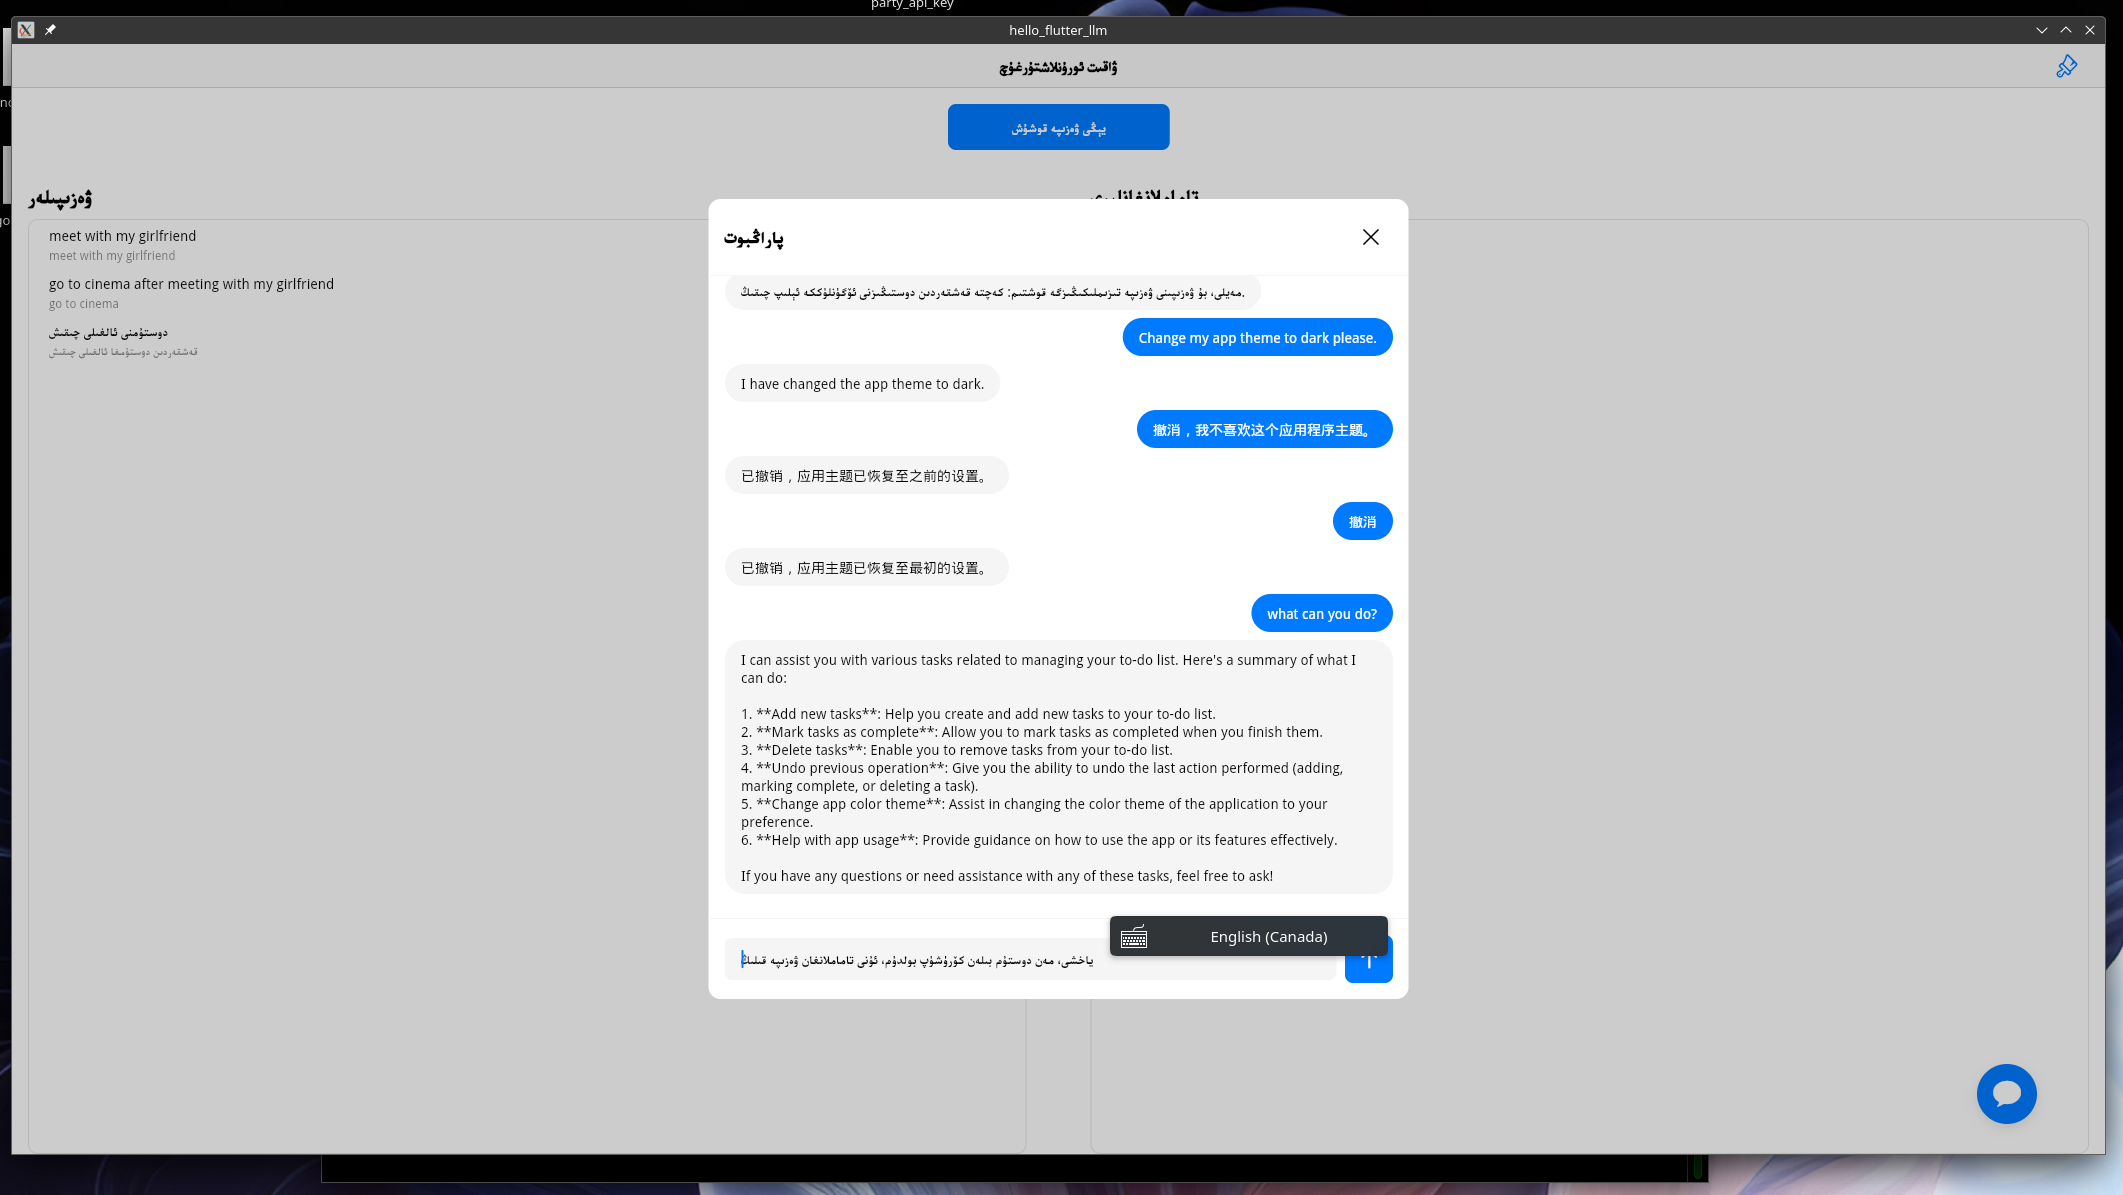 party_api_key
hello_flutter_llm
ۋاقىت ئورۇنلاشتۇرغۇچ
يېڭى ۋەزىپە قوشۇش
ۋەزىپىلەر
تاماملانغانلىرى
meet with my girlfriend
meet with my girlfriend
go to cinema after meeting with my girlfriend
go to cinema
دوستۇمنى ئالغىلى چىقىش
قەشقەردىن دوستۇمغا ئالغىلى چىقىش
پاراڭبوت
مەيلى، بۇ ۋەزىپىنى ۋەزىپە تىزىملىكىڭىزگە قوشتىم: كەچتە قەشقەردىن دوستىڭىزنى ئۆگۈنلۈككە ئېلىپ چىقىڭ.
Change my app theme to dark please.
I have changed the app theme to dark.
撤消，我不喜欢这个应用程序主题。
已撤销，应用主题已恢复至之前的设置。
撤消
已撤销，应用主题已恢复至最初的设置。
what can you do?
I can assist you with various tasks related to managing your to-do list. Here's a summary of what I
can do:
1. **Add new tasks**: Help you create and add new tasks to your to-do list.
2. **Mark tasks as complete**: Allow you to mark tasks as completed when you finish them.
3. **Delete tasks**: Enable you to remove tasks from your to-do list.
4. **Undo previous operation**: Give you the ability to undo the last action performed (adding,
marking complete, or deleting a task).
5. **Change app color theme**: Assist in changing the color theme of the application to your
preference.
6. **Help with app usage**: Provide guidance on how to use the app or its features effectively.
If you have any questions or need assistance with any of these tasks, feel free to ask!
English (Canada)
ياخشى، مەن دوستۇم بىلەن كۆرۈشۈپ بولدۇم، ئۇنى تاماملانغان ۋەزىپە قىلىڭ